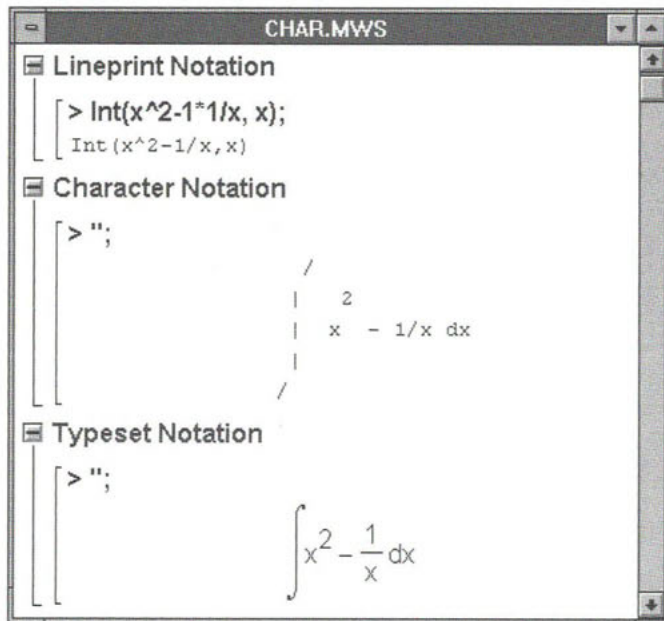 CHAR.MWS
Lineprint Notation
> Int(x^2-1*1/x, x);
Int(x^2-1/x,x)
Character Notation
> ";
/
|   2
|  x  - 1/x dx
|
/
Typeset Notation
> ";
∫x² - 1/x dx